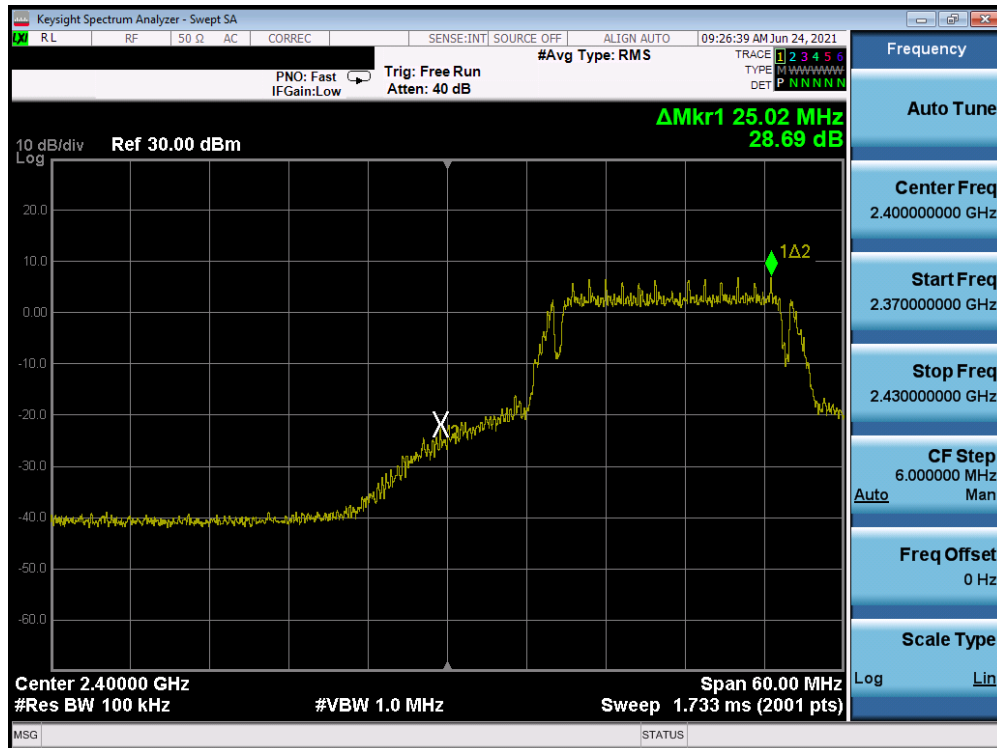 Keysight Spectrum Analyzer - Swept SA
LXI RL RF 50 Ω AC CORREC SENSE:INT SOURCE OFF ALIGN AUTO 09:26:39 AM Jun 24, 2021
#Avg Type: RMS
TRACE 1 2 3 4 5 6
TYPE M W W W W W
DET P N N N N N
PNO: Fast
IFGain:Low
Trig: Free Run
Atten: 40 dB
ΔMkr1 25.02 MHz
28.69 dB
10 dB/div
Log
Ref 30.00 dBm
20.0
10.0
0.00
-10.0
-20.0
-30.0
-40.0
-50.0
-60.0
1Δ2
X2
Center 2.40000 GHz
Span 60.00 MHz
#Res BW 100 kHz
#VBW 1.0 MHz
Sweep 1.733 ms (2001 pts)
MSG
STATUS
Frequency
Auto Tune
Center Freq
2.400000000 GHz
Start Freq
2.370000000 GHz
Stop Freq
2.430000000 GHz
CF Step
6.000000 MHz
Auto Man
Freq Offset
0 Hz
Scale Type
Log Lin